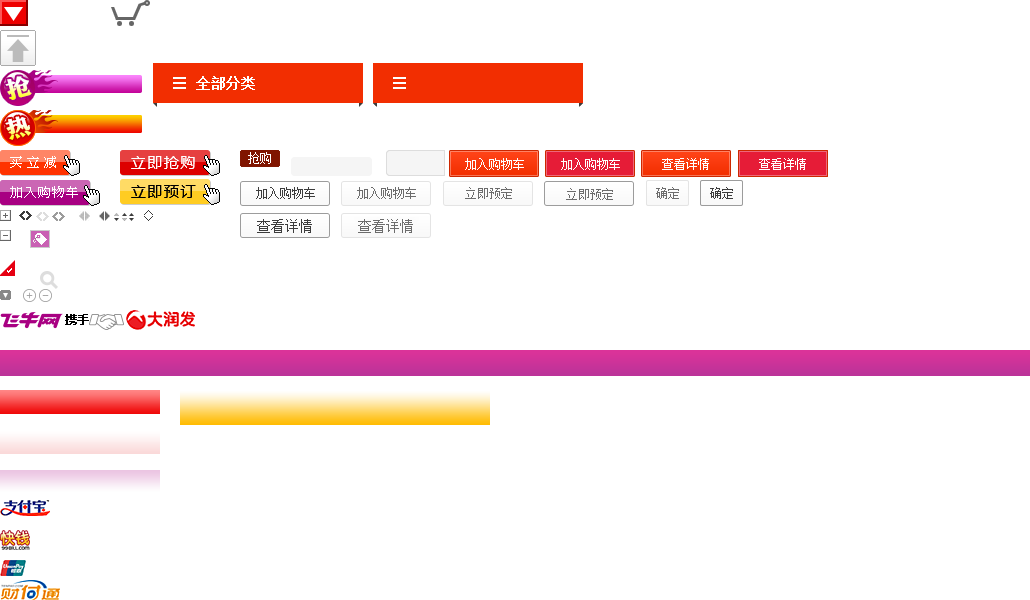 抢
全部分类
热
买立减
立即抢购
抢购
加入购物车
加入购物车
查看详情
查看详情
加入购物车
立即预订
加入购物车
加入购物车
立即预定
立即预定
确定
确定
查看详情
查看详情
飞牛网 携手 大润发
支付宝
快钱
99bill.com
UnionPay
银联
财付通